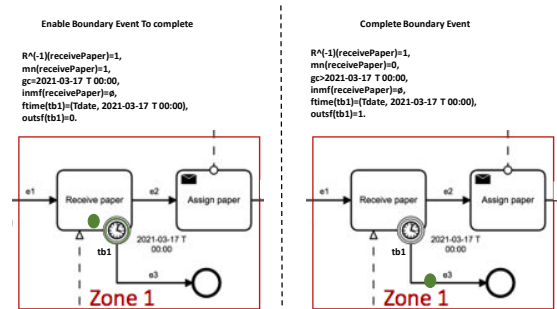 Enable Boundary Event To complete
R^(-1)(receivePaper)=1,
mn(receivePaper)=1,
gc=2021-03-17 T 00:00,
inmf(receivePaper)=ø,
ftime(tb1)=(Tdate, 2021-03-17 T 00:00),
outsf(tb1)=0.
e1
Receive paper
e2
Assign paper
tb1
2021-03-17 T
00:00
e3
Zone 1
Complete Boundary Event
R^(-1)(receivePaper)=1,
mn(receivePaper)=0,
gc>2021-03-17 T 00:00,
inmf(receivePaper)=ø,
ftime(tb1)=(Tdate, 2021-03-17 T 00:00),
outsf(tb1)=1.
e1
Receive paper
e2
Assign paper
tb1
2021-03-17 T
00:00
e3
Zone 1